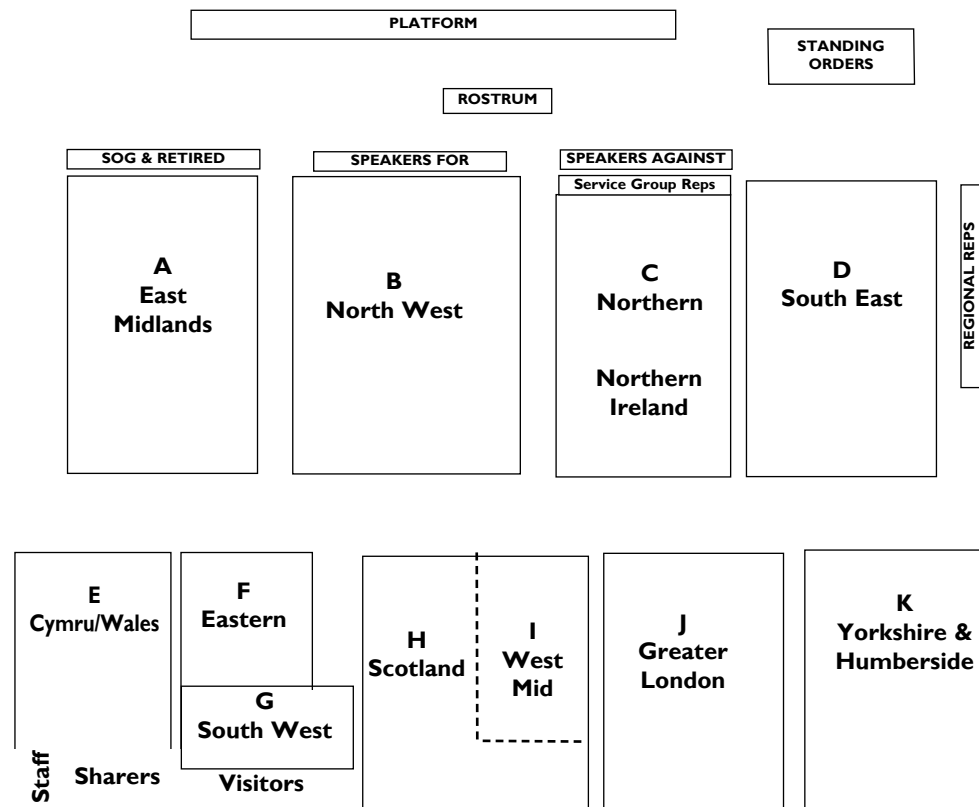 PLATFORM
STANDING
ORDERS
ROSTRUM
SOG & RETIRED
SPEAKERS FOR
SPEAKERS AGAINST
Service Group Reps
A
East
Midlands
B
North West
C
Northern
Northern
Ireland
D
South East
REGIONAL REPS
E
Cymru/Wales
F
Eastern
G
South West
H
Scotland
I
West
Mid
J
Greater
London
K
Yorkshire &
Humberside
Staff
Sharers
Visitors